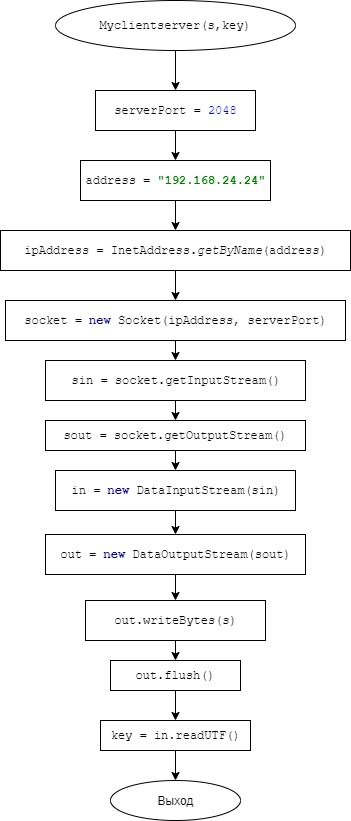 Myclientserver(s,key)
serverPort = 2048
address = "192.168.24.24"
ipAddress = InetAddress.getByName(address)
socket = new Socket(ipAddress, serverPort)
sin = socket.getInputStream()
sout = socket.getOutputStream()
in = new DataInputStream(sin)
out = new DataOutputStream(sout)
out.writeBytes(s)
out.flush()
key = in.readUTF()
Выход